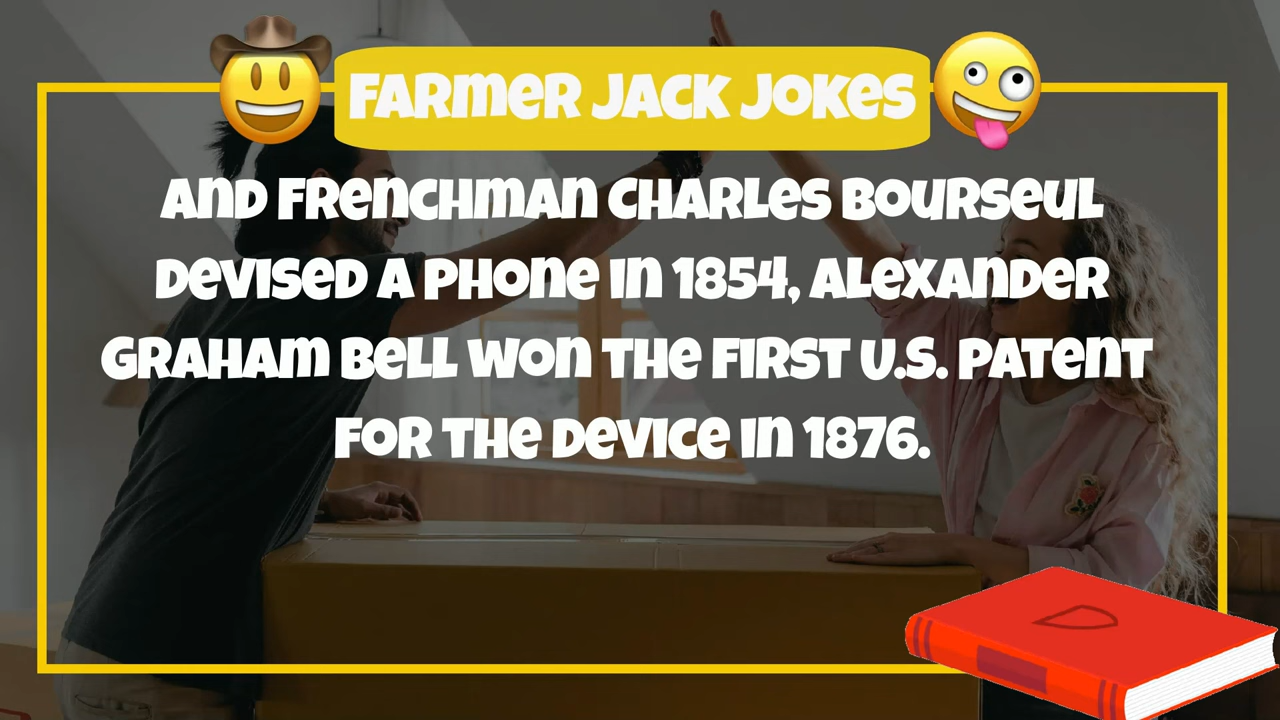 FARMER JACK JOKES
AND FRENCHMAN CHARLES BOURSEUL
DEVISED A PHONE IN 1854, ALEXANDER
GRAHAM BELL WON THE FIRST U.S. PATENT
FOR THE DEVICE IN 1876.